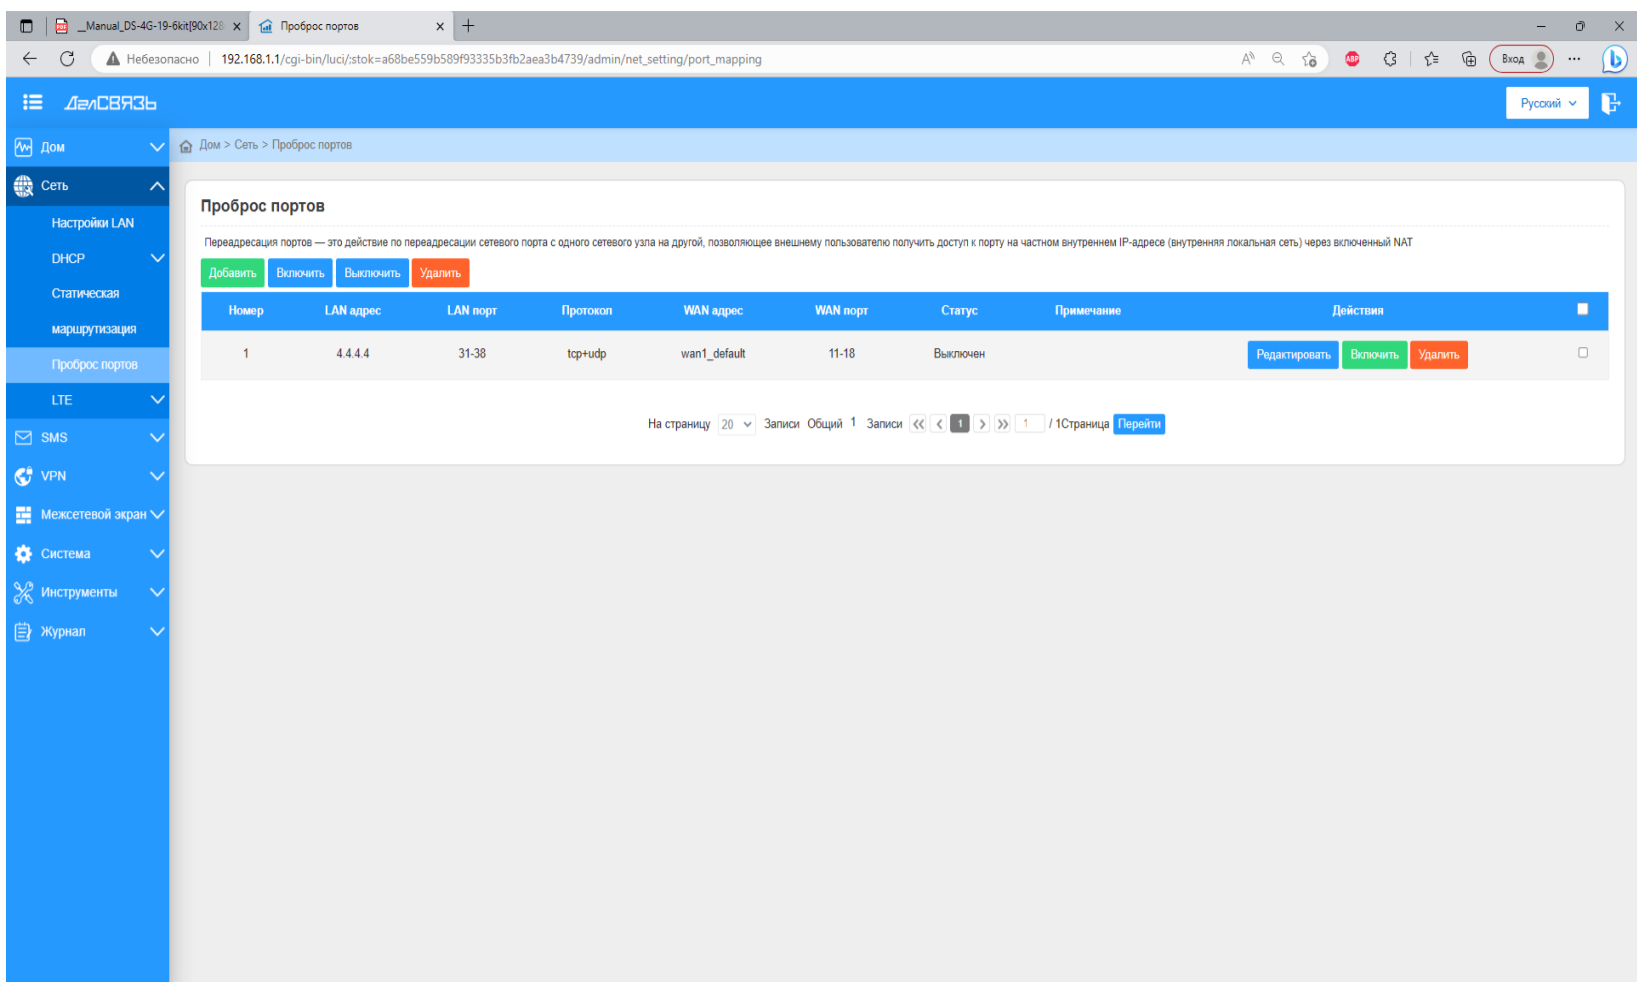 __Manual_DS-4G-19-6kit[90x128
Проброс портов
Небезопасно
192.168.1.1/cgi-bin/luci/;stok=a68be559b589f93335b3fb2aea3b4739/admin/net_setting/port_mapping
ABP
Вход
ДалСВЯЗЬ
Русский
Дом
Дом > Сеть > Проброс портов
Сеть
Настройки LAN
DHCP
Статическая
маршрутизация
Проброс портов
LTE
SMS
VPN
Межсетевой экран
Система
Инструменты
Журнал
Проброс портов
Переадресация портов — это действие по переадресации сетевого порта с одного сетевого узла на другой, позволяющее внешнему пользователю получить доступ к порту на частном внутреннем IP-адресе (внутренняя локальная сеть) через включенный NAT
Добавить Включить Выключить Удалить
Номер LAN адрес LAN порт Протокол WAN адрес WAN порт Статус Примечание Действия
1 4.4.4.4 31-38 tcp+udp wan1_default 11-18 Выключен Редактировать Включить Удалить
На страницу 20 Записи Общий 1 Записи 1 1 / 1Страница Перейти